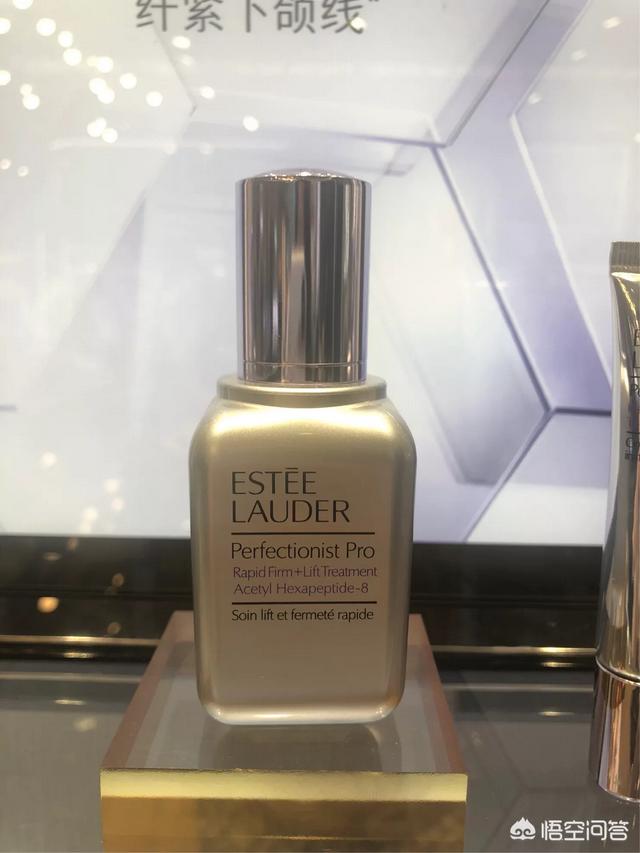 纤紧下颌线"
ESTĒE
LAUDER
Perfectionist Pro
Rapid Firm+Lift Treatment
Acetyl Hexapeptide-8
Soin lift et fermeté rapide
悟空问答